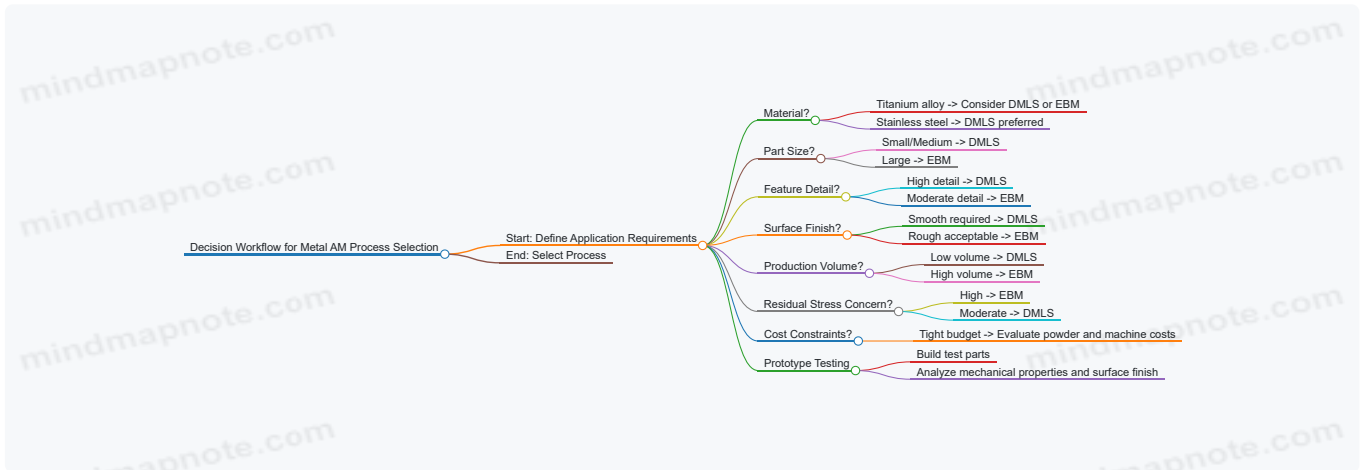 mindmapnote.com
mindmapnote.com
Titanium alloy -> Consider DMLS or EBM
Material?
Stainless steel -> DMLS preferred
Small/Medium -> DMLS
Part Size?
Large -> EBM
mindmapnote.com
mindmapnote.com
High detail -> DMLS
Feature Detail?
Moderate detail -> EBM
Smooth required -> DMLS
Surface Finish?
Rough acceptable -> EBM
Decision Workflow for Metal AM Process Selection
Start: Define Application Requirements
End: Select Process
Low volume -> DMLS
Production Volume?
High volume -> EBM
High -> EBM
Residual Stress Concern?
Moderate -> DMLS
mindmapnote.com
mindmapnote.com
Cost Constraints?
Tight budget -> Evaluate powder and machine costs
Build test parts
Prototype Testing
Analyze mechanical properties and surface finish
mindmapnote.com
mindmapnote.com